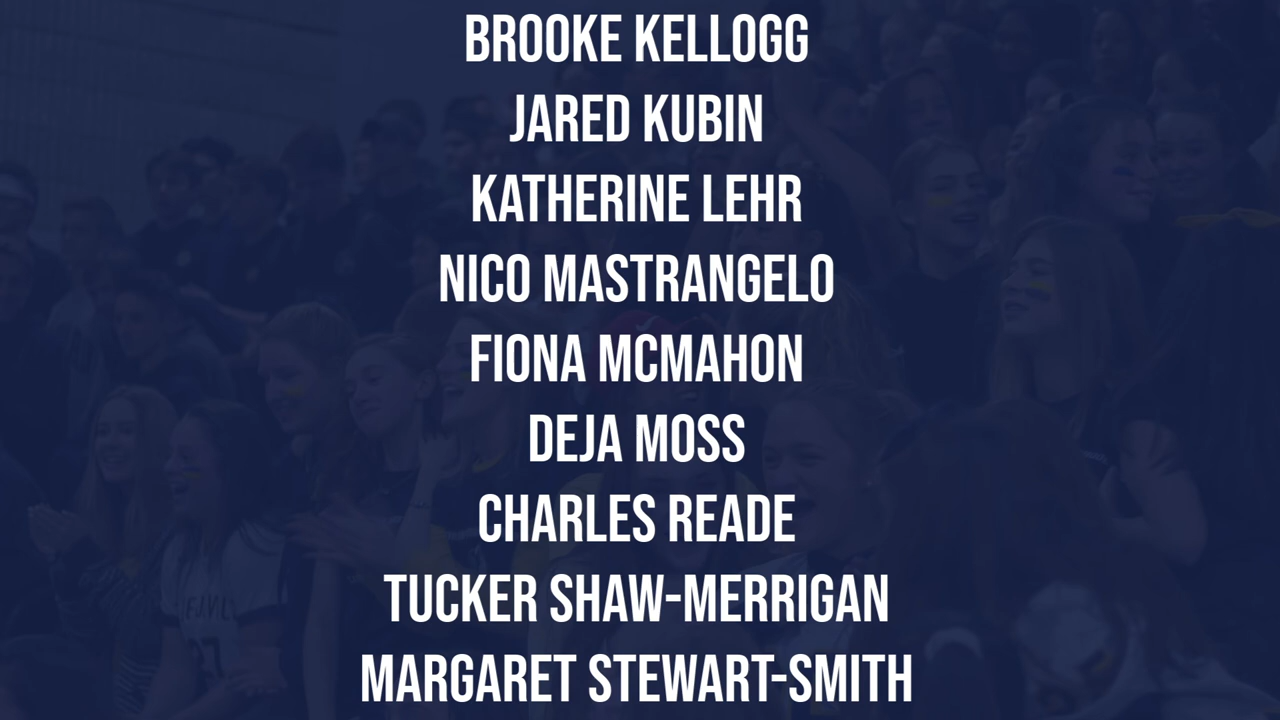 BROOKE KELLOGG
JARED KUBIN
KATHERINE LEHR
NICO MASTRANGELO
FIONA MCMAHON
DEJA MOSS
CHARLES READE
TUCKER SHAW-MERRIGAN
MARGARET STEWART-SMITH